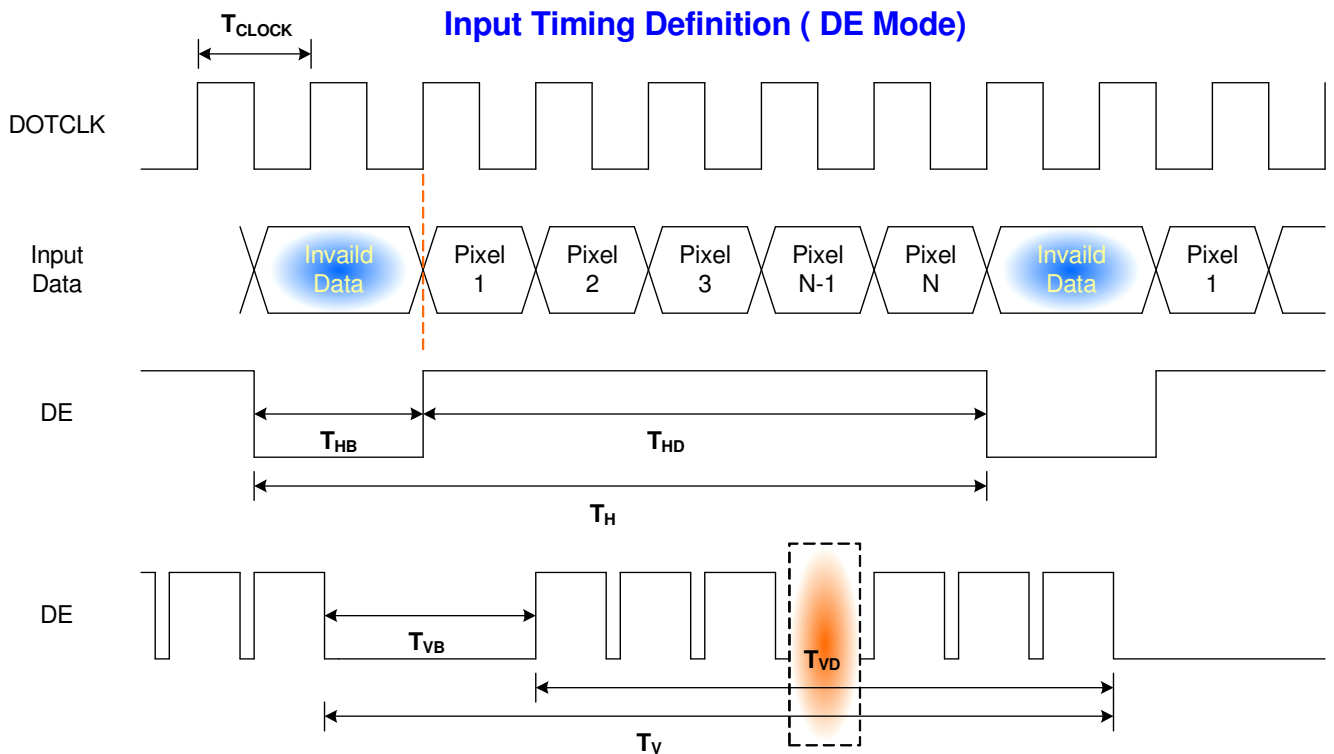 Input Timing Definition ( DE Mode)
TCLOCK
DOTCLK
Input
Data
Invaild
Data
Pixel
1
Pixel
2
Pixel
3
Pixel
N-1
Pixel
N
Invaild
Data
Pixel
1
DE
THB
THD
TH
DE
TVB
TVD
TV